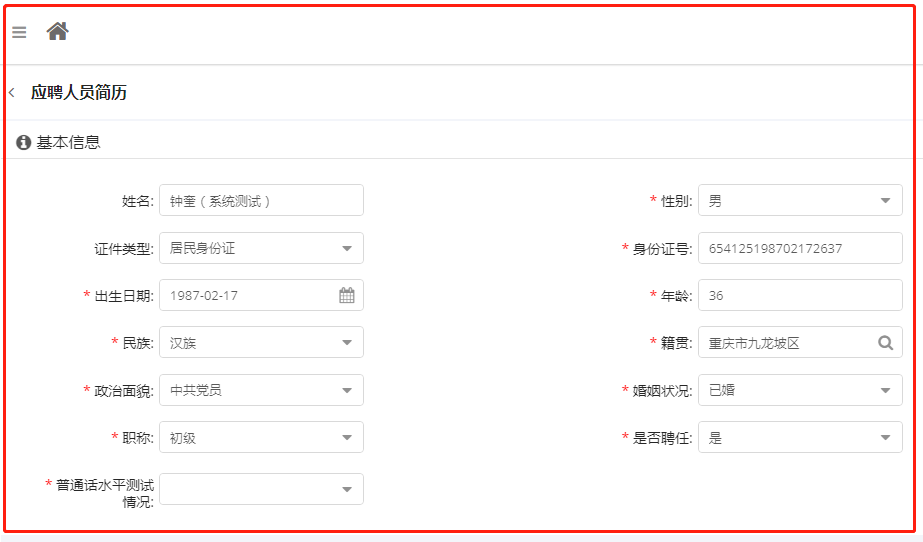 应聘人员简历
基本信息
姓名: 钟奎（系统测试）
* 性别: 男
证件类型: 居民身份证
* 身份证号: 654125198702172637
* 出生日期: 1987-02-17
* 年龄: 36
* 民族: 汉族
* 籍贯: 重庆市九龙坡区
* 政治面貌: 中共党员
* 婚姻状况: 已婚
* 职称: 初级
* 是否聘任: 是
* 普通话水平测试
情况: